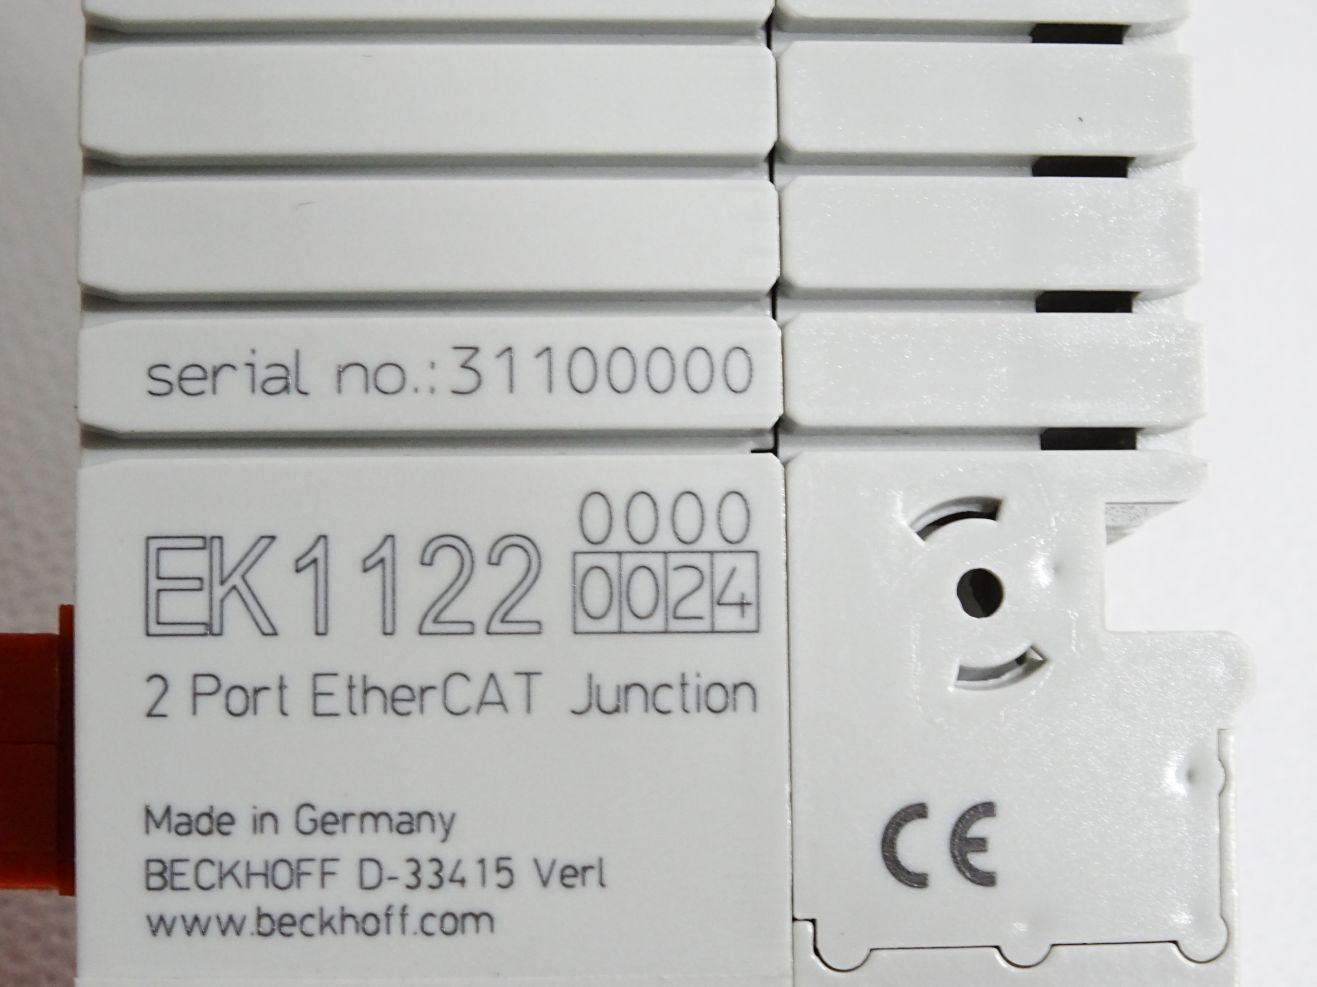 serial no.:31100000
0000
EK1122 0024
2 Port EtherCAT Junction
Made in Germany
BECKHOFF D-33415 Verl
www.beckhoff.com
CE